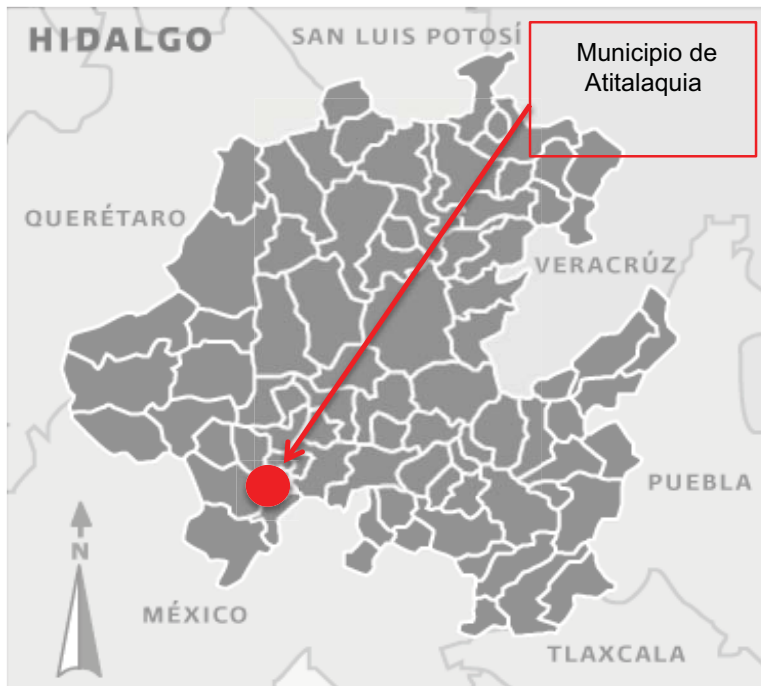 HIDALGO
SAN LUIS POTOSÍ
Municipio de
Atitalaquia
QUERÉTARO
VERACRÚZ
PUEBLA
N
MÉXICO
TLAXCALA